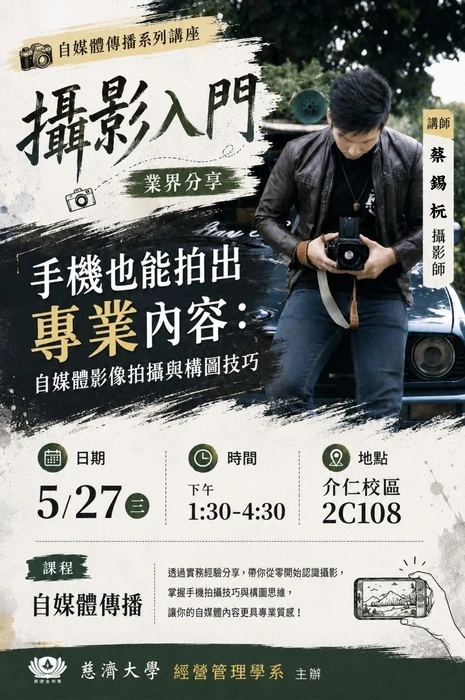 自媒體傳播系列講座
攝影入門
業界分享
講師
蔡錫杬 攝影師
手機也能拍出
專業內容：
自媒體影像拍攝與構圖技巧
日期
5/27 三
時間
下午
1:30-4:30
地點
介仁校區
2C108
課程
自媒體傳播
透過實務經驗分享，帶你從零開始認識攝影，
掌握手機拍攝技巧與構圖思維，
讓你的自媒體內容更具專業質感！
慈濟大學 經營管理學系 主辦